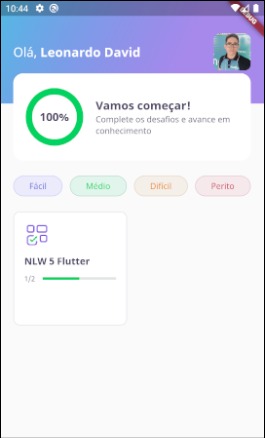 10:44
DEBUG
Olá, Leonardo David
100%
Vamos começar!
Complete os desafios e avance em
conhecimento
Fácil
Médio
Difícil
Perito
NLW 5 Flutter
1/2